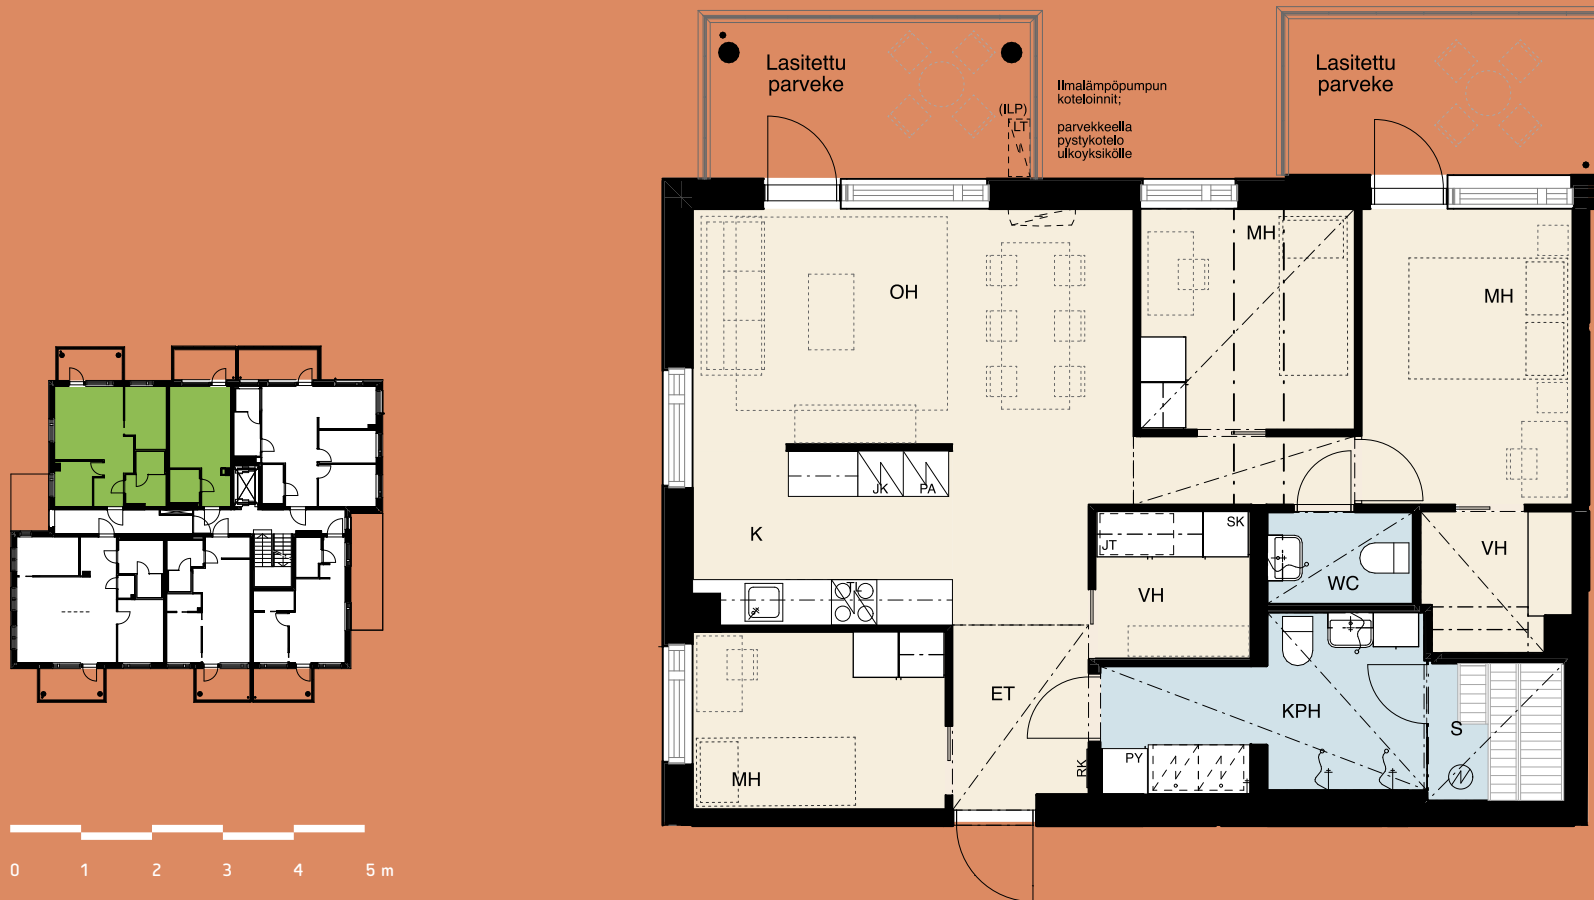 Lasitettu
parveke
Ilmalämpöpumpun
koteloinnit;
parvekkeella
pystykotelo
ulkoyksikölle
(ILP)
LT
Lasitettu
parveke
OH
MH
MH
JK
PA
K
TL
JT
SK
VH
WC
VH
MH
ET
RK
PY
KPH
S
0 1 2 3 4 5 m